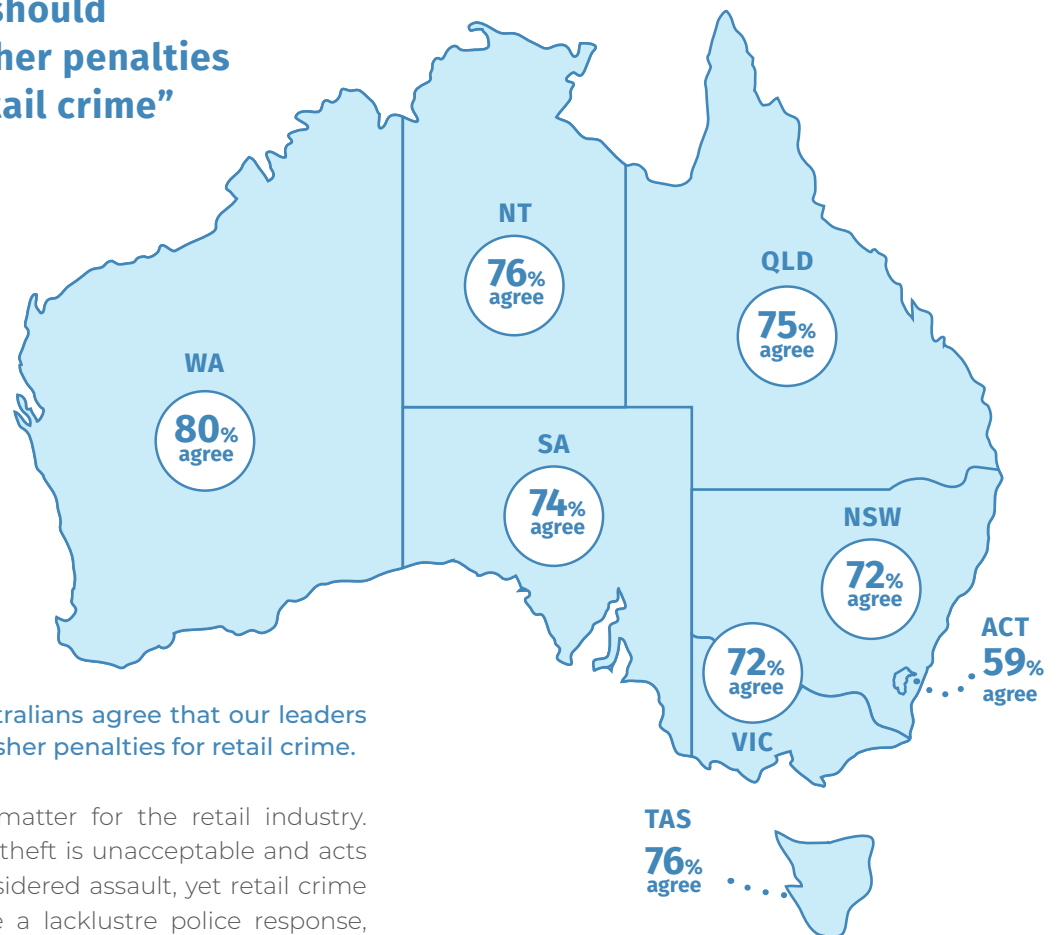 should
her penalties
tail crime”
NT
76%
agree
QLD
75%
agree
WA
80%
agree
SA
74%
agree
NSW
72%
agree
ACT
59%
agree
72%
agree
VIC
tralians agree that our leaders
sher penalties for retail crime.
matter for the retail industry.
theft is unacceptable and acts
sidered assault, yet retail crime
e a lacklustre police response,
TAS
76%
agree